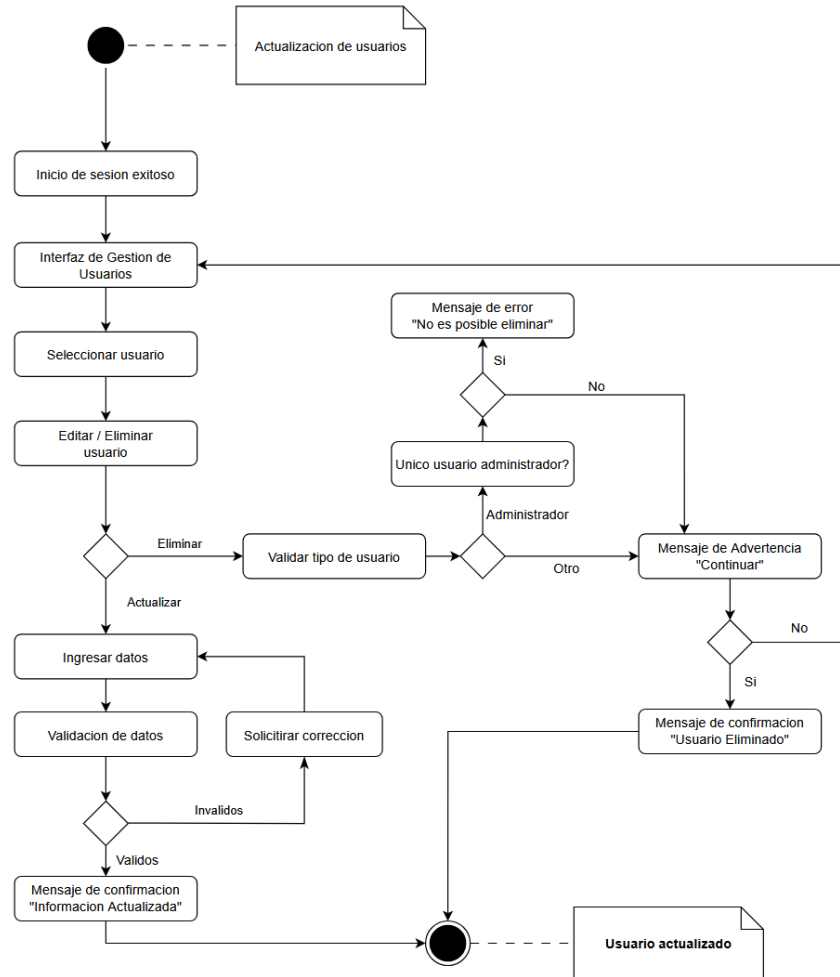 Actualizacion de usuarios
Inicio de sesion exitoso
Interfaz de Gestion de
Usuarios
Mensaje de error
"No es posible eliminar"
Seleccionar usuario
Si
No
Editar / Eliminar
usuario
Unico usuario administrador?
Administrador
Eliminar
Validar tipo de usuario
Otro
Mensaje de Advertencia
"Continuar"
Actualizar
No
Ingresar datos
Si
Validacion de datos
Solicitirar correccion
Mensaje de confirmacion
"Usuario Eliminado"
Invalidos
Validos
Mensaje de confirmacion
"Informacion Actualizada"
Usuario actualizado